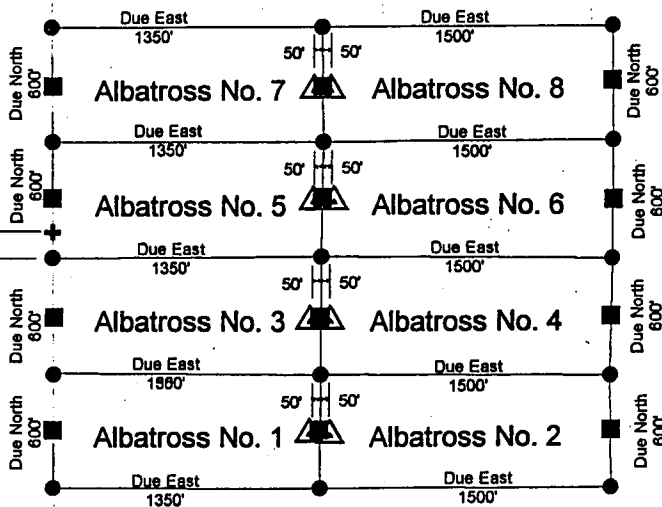 Due East Due East
1350' 50' 50' 1500'
Due North 600' Albatross No. 7 Albatross No. 8 Due North 600'
Due East Due East
1350' 50' 50' 1500'
Due North 600' Albatross No. 5 Albatross No. 6 Due North 600'
Due East Due East
1350' 50' 50' 1500'
Due North 600' Albatross No. 3 Albatross No. 4 Due North 600'
Due East Due East
50' 50' 1500'
Due North 600' Albatross No. 1 Albatross No. 2 Due North 600'
Due East Due East
1350' 1500'